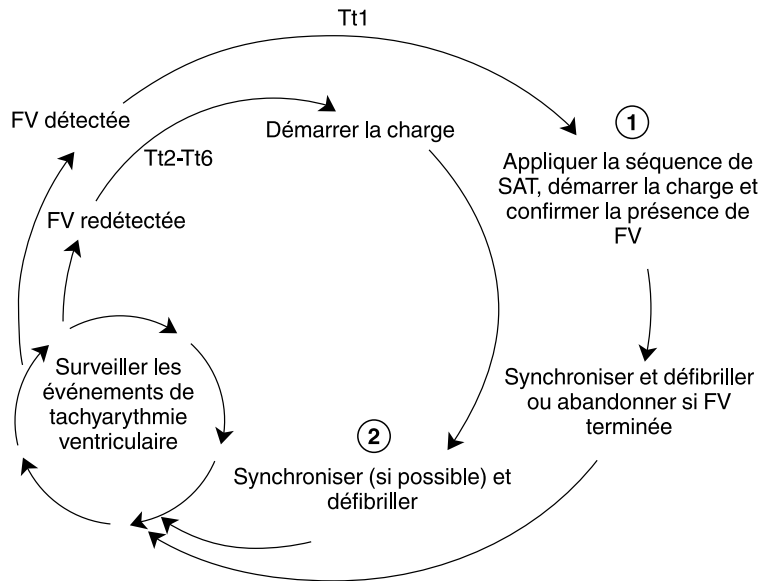 Tt1
FV détectée
Démarrer la charge
1
Tt2-Tt6
Appliquer la séquence de
SAT, démarrer la charge et
confirmer la présence de
FV
FV redétectée
Surveiller les
événements de
tachyarythmie
ventriculaire
Synchroniser et défibriller
ou abandonner si FV
terminée
2
Synchroniser (si possible) et
défibriller